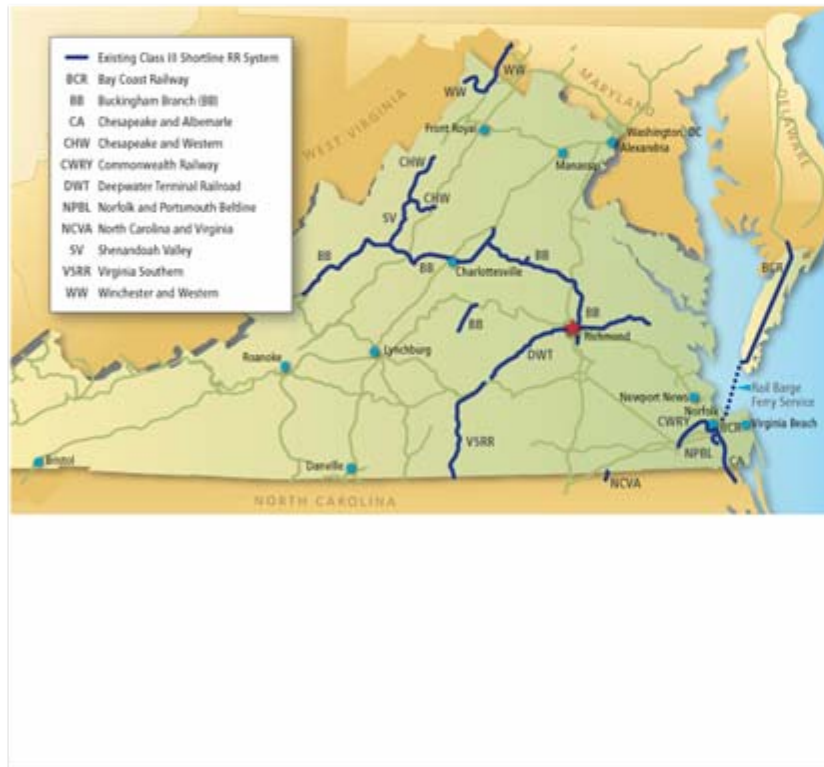 Existing Class III Shortline RR System
BCR Bay Coast Railway
BB Buckingham Branch (BB)
CA Chesapeake and Albemarle
CHW Chesapeake and Western
CWRY Commonwealth Railway
DWT Deepwater Terminal Railroad
NPBL Norfolk and Portsmouth Beltline
NCVA North Carolina and Virginia
SV Shenandoah Valley
VSRR Virginia Southern
WW Winchester and Western
WW
WW
MARYLAND
DELAWARE
WEST VIRGINIA
Front Royal
Washington, DC
Alexandria
Manassas
CHW
CHW
SV
BB
BB
BB
Charlottesville
BCR
BB
BB
Richmond
DWT
Roanoke
Lynchburg
Rail Barge
Ferry Service
Newport News
Norfolk
CWRY
BCR
Virginia Beach
VSRR
NPBL
CA
Bristol
Danville
NCVA
NORTH CAROLINA